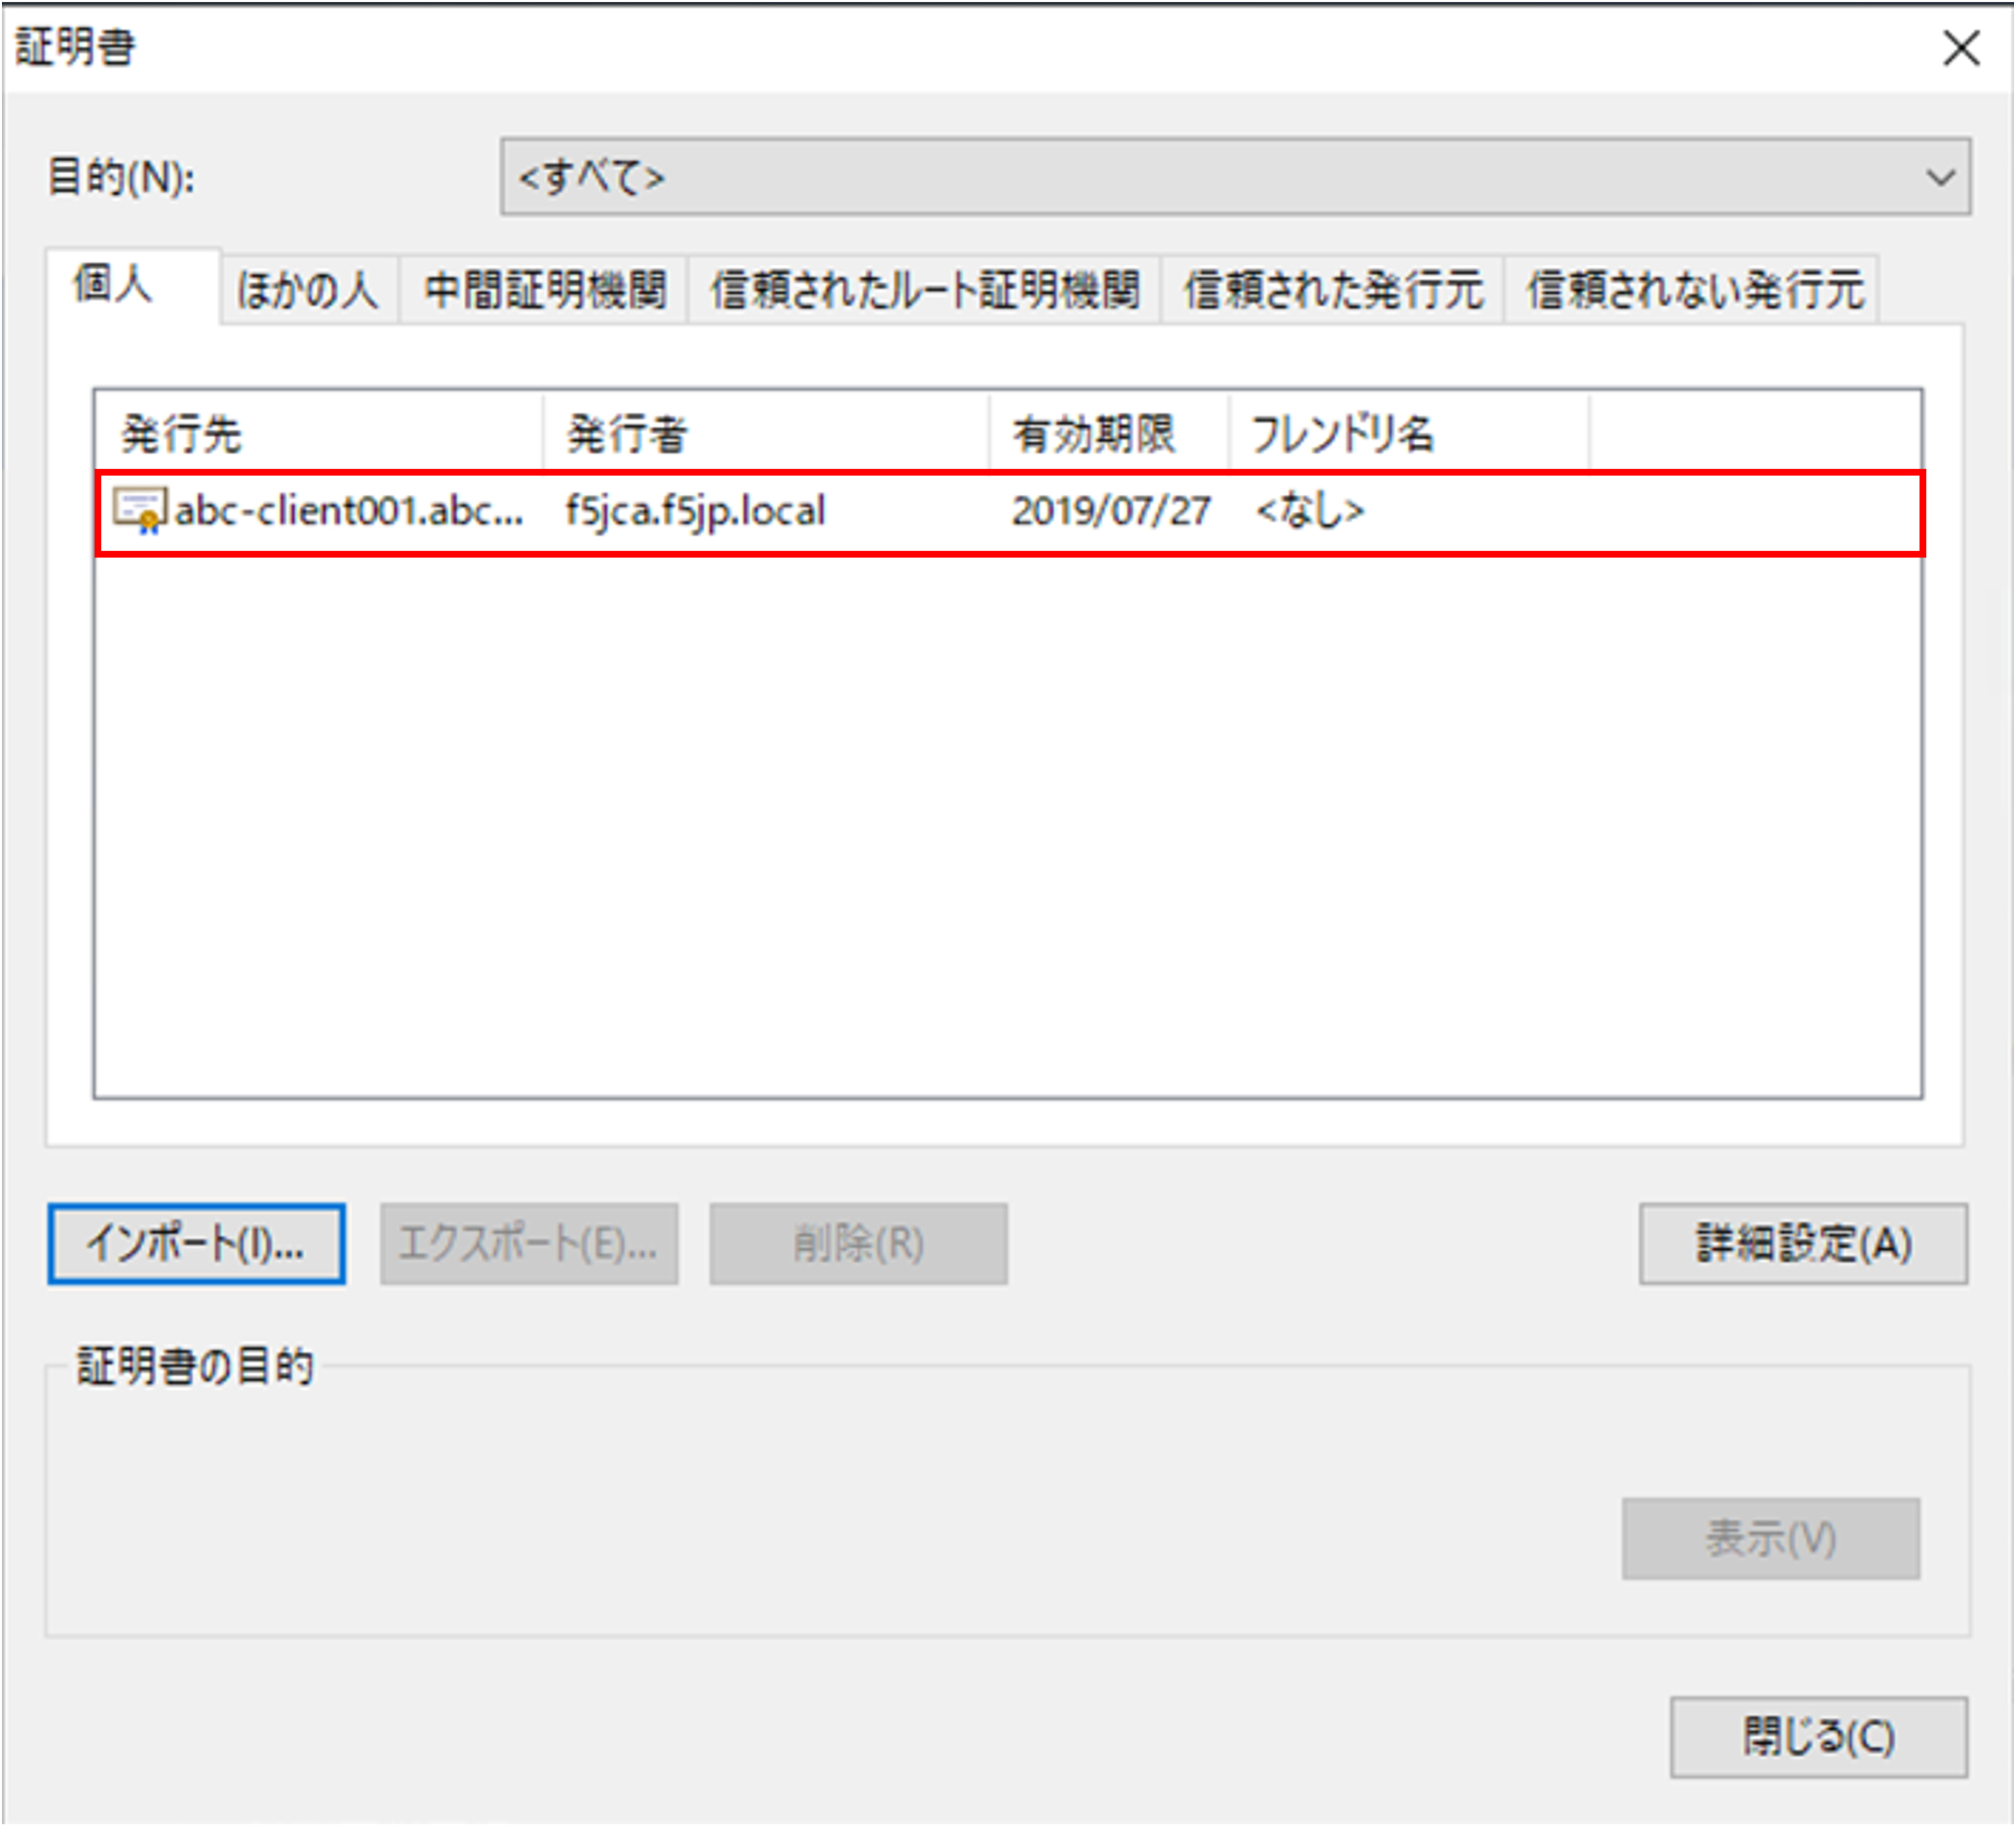 証明書
目的(N): <すべて>
個人 ほかの人 中間証明機関 信頼されたルート証明機関 信頼された発行元 信頼されない発行元
発行先 発行者 有効期限 フレンドリ名
abc-client001.abc... f5jca.f5jp.local 2019/07/27 <なし>
インポート(I)... エクスポート(E)... 削除(R) 詳細設定(A)
証明書の目的
表示(V)
閉じる(C)